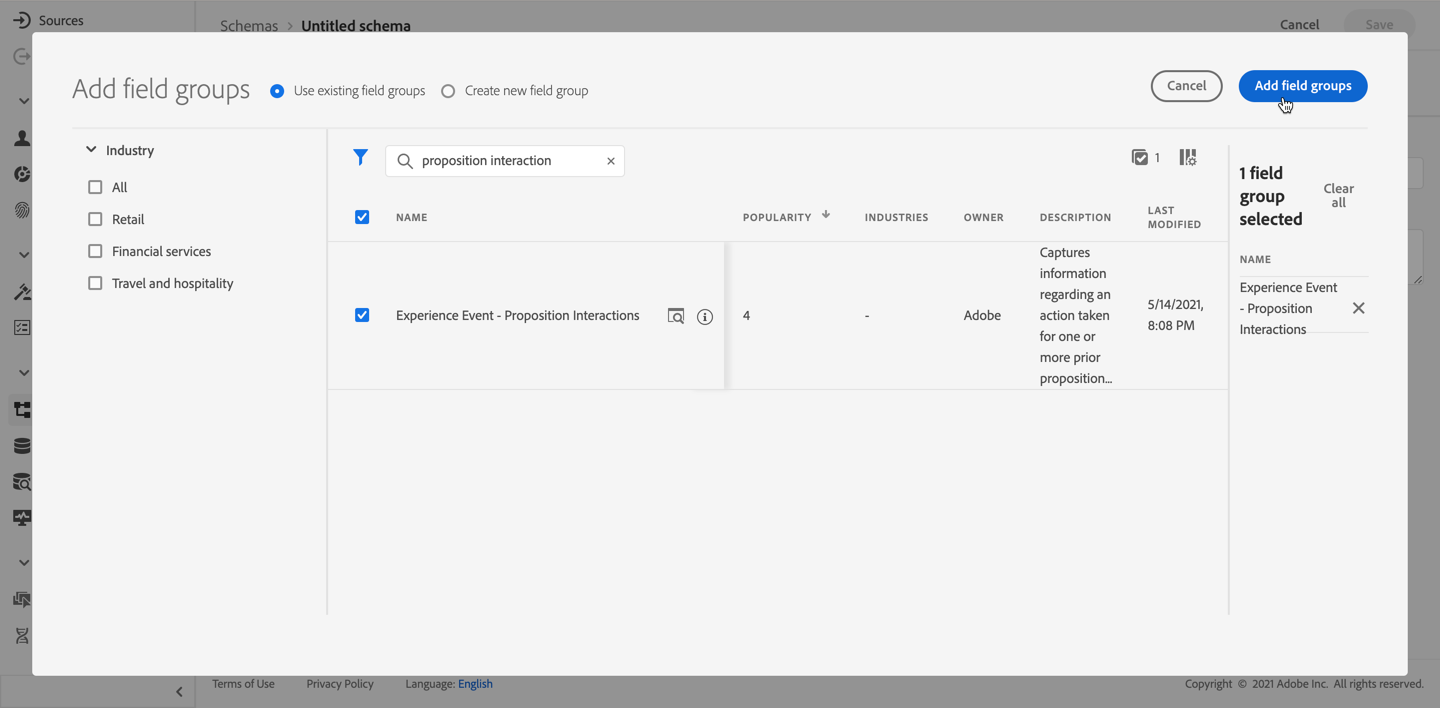 Sources
Schemas > Untitled schema
Cancel
Save
Add field groups
Use existing field groups
Create new field group
Cancel
Add field groups
Industry
All
Retail
Financial services
Travel and hospitality
proposition interaction
1
NAME
POPULARITY
INDUSTRIES
OWNER
DESCRIPTION
LAST
MODIFIED
Experience Event - Proposition Interactions
4
-
Adobe
Captures
information
regarding an
action taken
for one or
more prior
proposition...
5/14/2021,
8:08 PM
1 field
group
selected
Clear
all
NAME
Experience Event
- Proposition
Interactions
Terms of Use
Privacy Policy
Language: English
Copyright © 2021 Adobe Inc. All rights reserved.